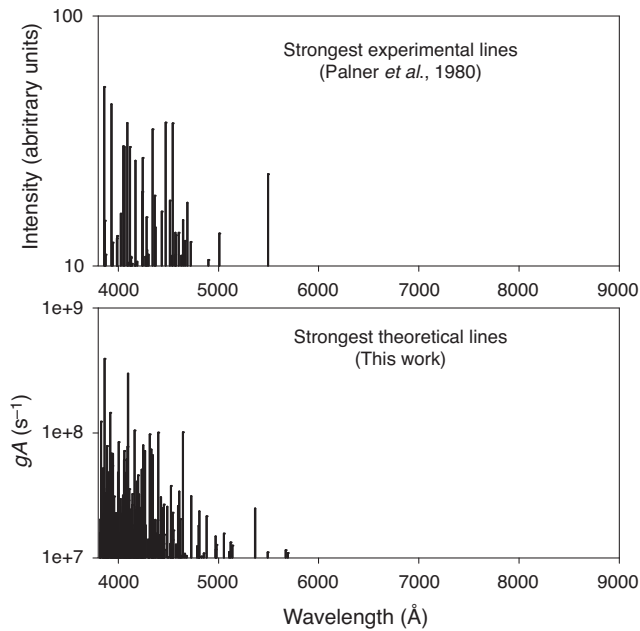 100
Strongest experimental lines
(Palner et al., 1980)
Intensity (abritrary units)
10
4000 5000 6000 7000 8000 9000
1e+9
Strongest theoretical lines
(This work)
1e+8
gA (s⁻¹)
1e+7
4000 5000 6000 7000 8000 9000
Wavelength (Å)